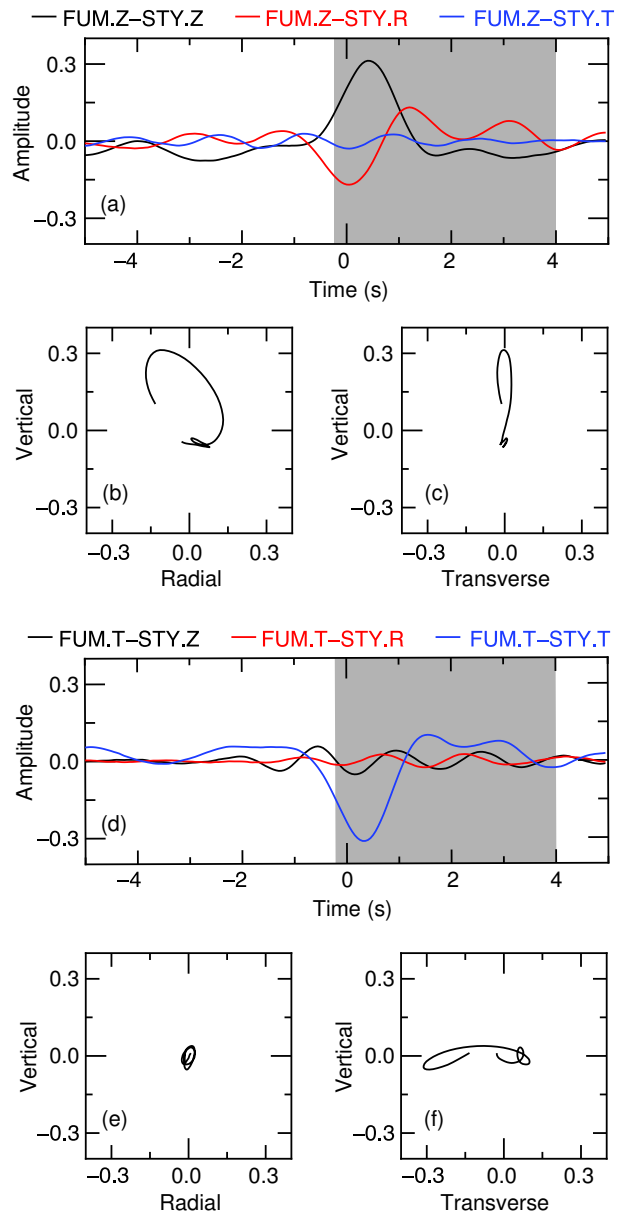 FUM.Z−STY.Z FUM.Z−STY.R FUM.Z−STY.T
0.3
0.0
−0.3
Amplitude
(a)
−4 −2 0 2 4
Time (s)
0.3
0.0
−0.3
Vertical
(b)
−0.3 0.0 0.3
Radial
0.3
0.0
−0.3
Vertical
(c)
−0.3 0.0 0.3
Transverse
FUM.T−STY.Z FUM.T−STY.R FUM.T−STY.T
0.3
0.0
−0.3
Amplitude
(d)
−4 −2 0 2 4
Time (s)
0.3
0.0
−0.3
Vertical
(e)
−0.3 0.0 0.3
Radial
0.3
0.0
−0.3
Vertical
(f)
−0.3 0.0 0.3
Transverse